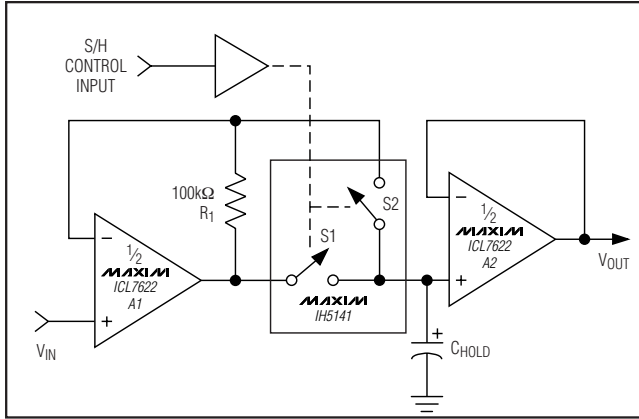 S/H
CONTROL
INPUT
100kΩ
R1
S2
S1
−
1/2
MAXIM
ICL7622
A1
+
VIN
MAXIM
IH5141
−
1/2
MAXIM
ICL7622
A2
+
VOUT
+
CHOLD